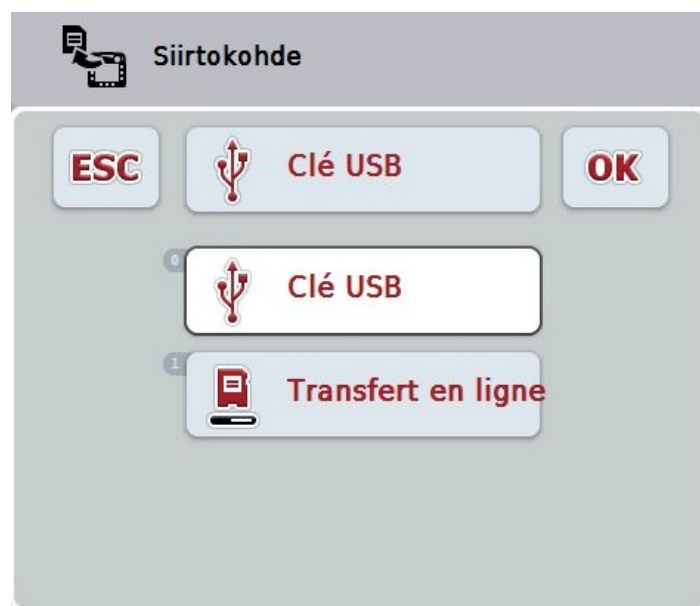 Siirtokohde
ESC
Clé USB
OK
0
Clé USB
1
Transfert en ligne